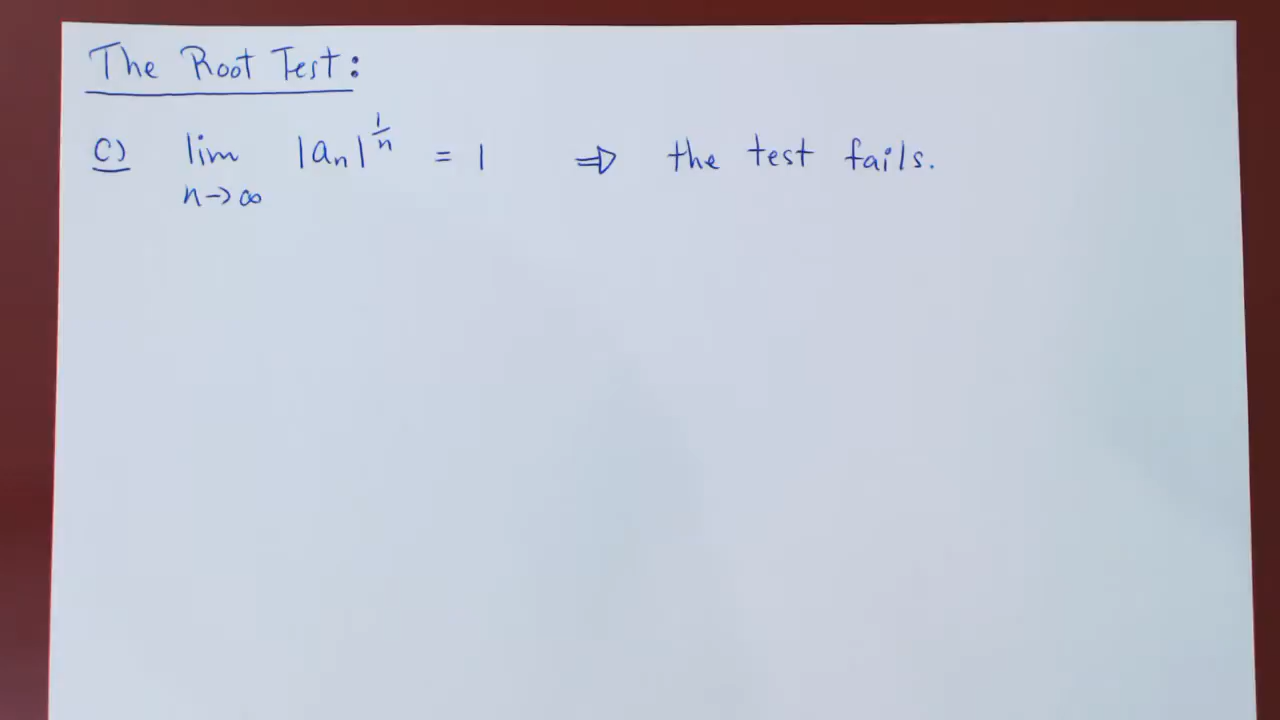 The Root Test:
c) lim |aₙ|^(1/n) = 1 ⇒ the test fails.
n→∞